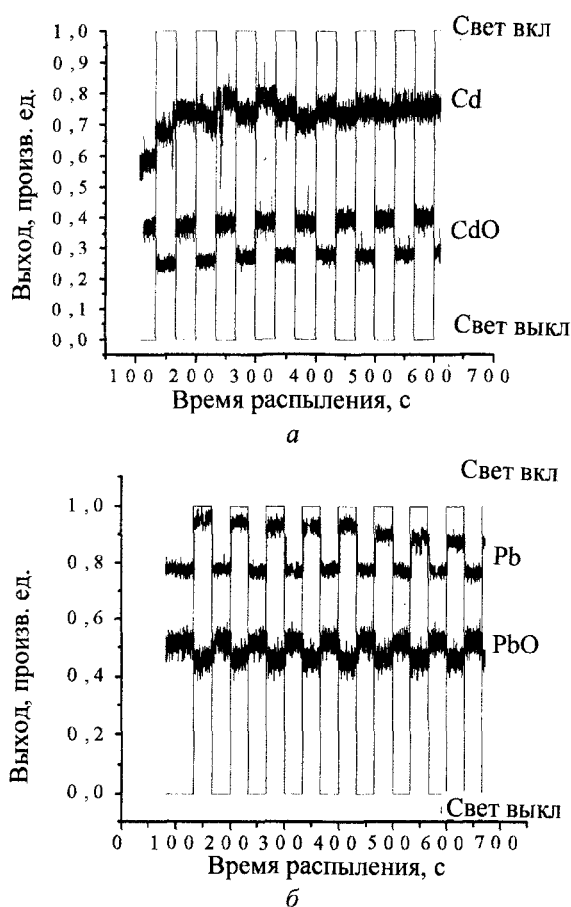 Свет вкл
1,0
0,9
0,8
0,7
0,6
0,5
0,4
0,3
0,2
0,1
0,0
Выход, произв. ед.
Cd
CdO
Свет выкл
100 200 300 400 500 600 700
Время распыления, с
а
Свет вкл
1,0
0,8
0,6
0,4
0,2
0,0
Выход, произв. ед.
Pb
PbO
Свет выкл
0 100 200 300 400 500 600 700
Время распыления, с
б